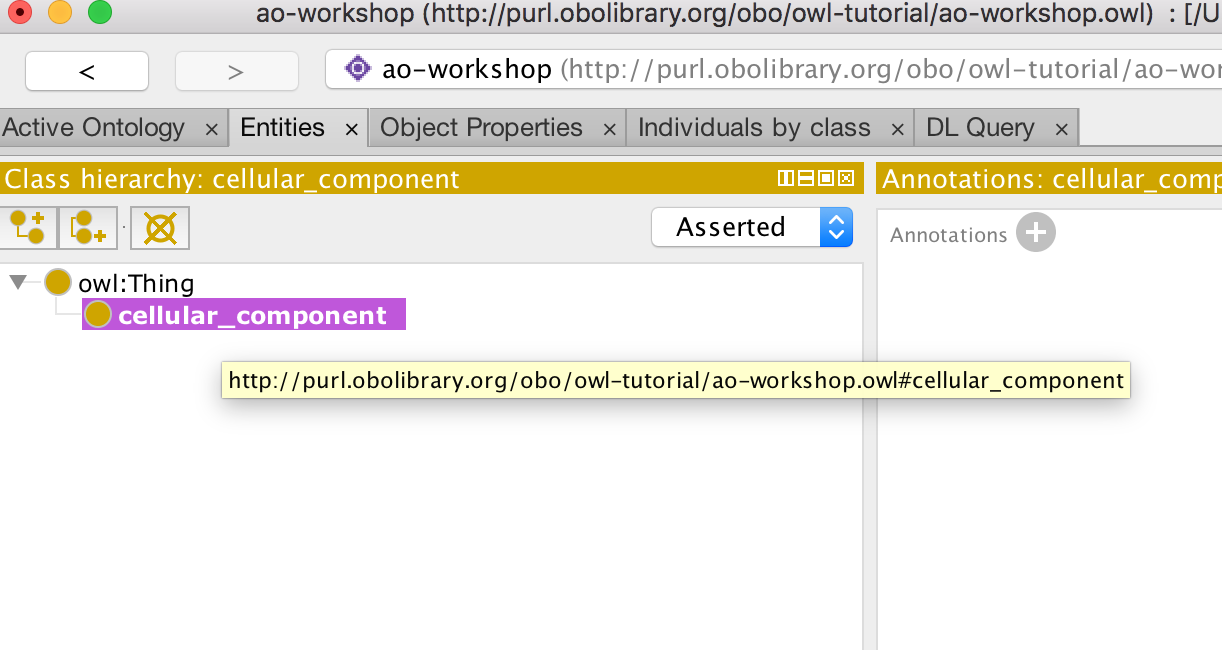 ao-workshop (http://purl.obolibrary.org/obo/owl-tutorial/ao-workshop.owl) : [/U
< > ao-workshop (http://purl.obolibrary.org/obo/owl-tutorial/ao-wor
Active Ontology × Entities × Object Properties × Individuals by class × DL Query ×
Class hierarchy: cellular_component Annotations: cellular_comp
Asserted Annotations
owl:Thing
cellular_component
http://purl.obolibrary.org/obo/owl-tutorial/ao-workshop.owl#cellular_component